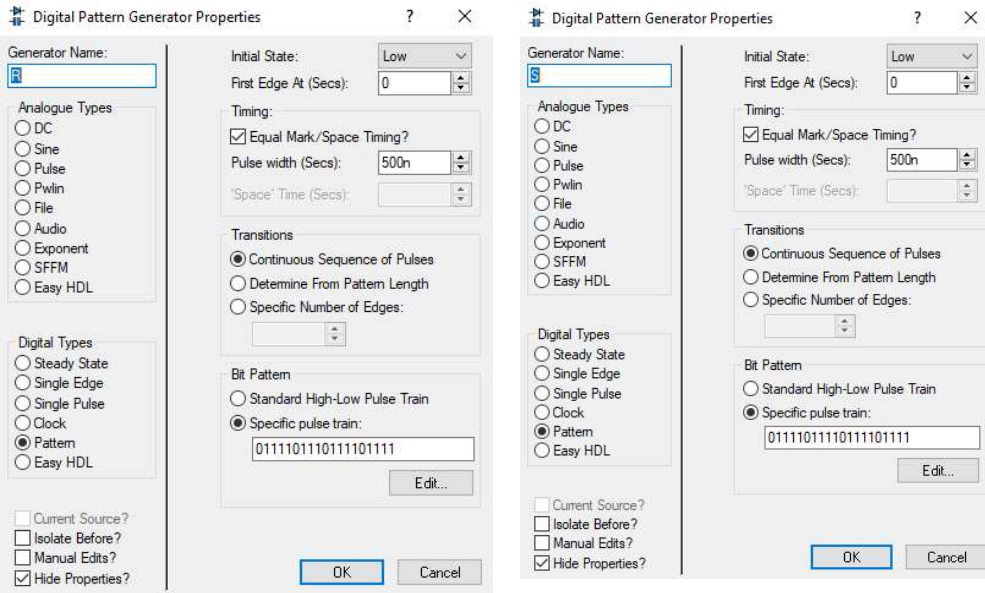 Digital Pattern Generator Properties ? ×
Generator Name:
R
Analogue Types
DC
Sine
Pulse
Pwlin
File
Audio
Exponent
SFFM
Easy HDL
Digital Types
Steady State
Single Edge
Single Pulse
Clock
Pattern
Easy HDL
Current Source?
Isolate Before?
Manual Edits?
Hide Properties?
Initial State: Low
First Edge At (Secs): 0
Timing:
Equal Mark/Space Timing?
Pulse width (Secs): 500n
'Space' Time (Secs):
Transitions
Continuous Sequence of Pulses
Determine From Pattern Length
Specific Number of Edges:
Bit Pattern
Standard High-Low Pulse Train
Specific pulse train:
0111101110111101111
Edit...
OK Cancel
Digital Pattern Generator Properties ? ×
Generator Name:
S
Analogue Types
DC
Sine
Pulse
Pwlin
File
Audio
Exponent
SFFM
Easy HDL
Digital Types
Steady State
Single Edge
Single Pulse
Clock
Pattern
Easy HDL
Current Source?
Isolate Before?
Manual Edits?
Hide Properties?
Initial State: Low
First Edge At (Secs): 0
Timing:
Equal Mark/Space Timing?
Pulse width (Secs): 500n
'Space' Time (Secs):
Transitions
Continuous Sequence of Pulses
Determine From Pattern Length
Specific Number of Edges:
Bit Pattern
Standard High-Low Pulse Train
Specific pulse train:
01111011110111101111
Edit...
OK Cancel